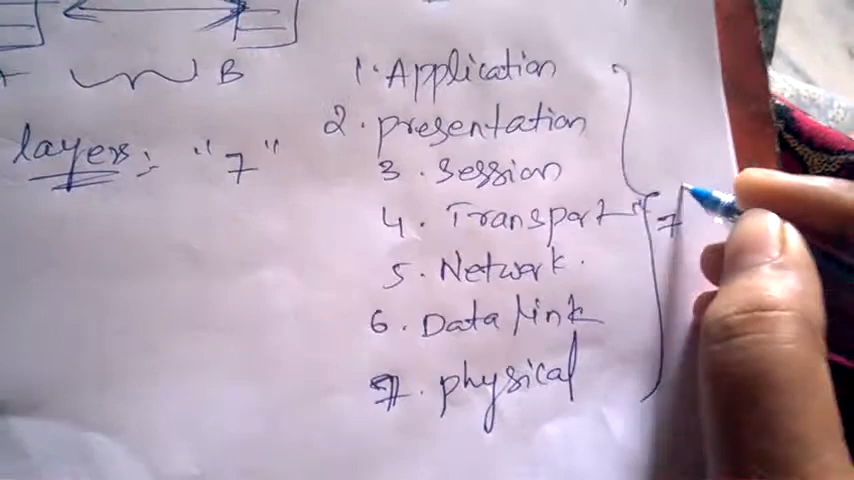 A B
layers :- "7"
1. Application
2. presentation
3. Session
4. Transport
5. Network.
6. Data link
7. physical
7